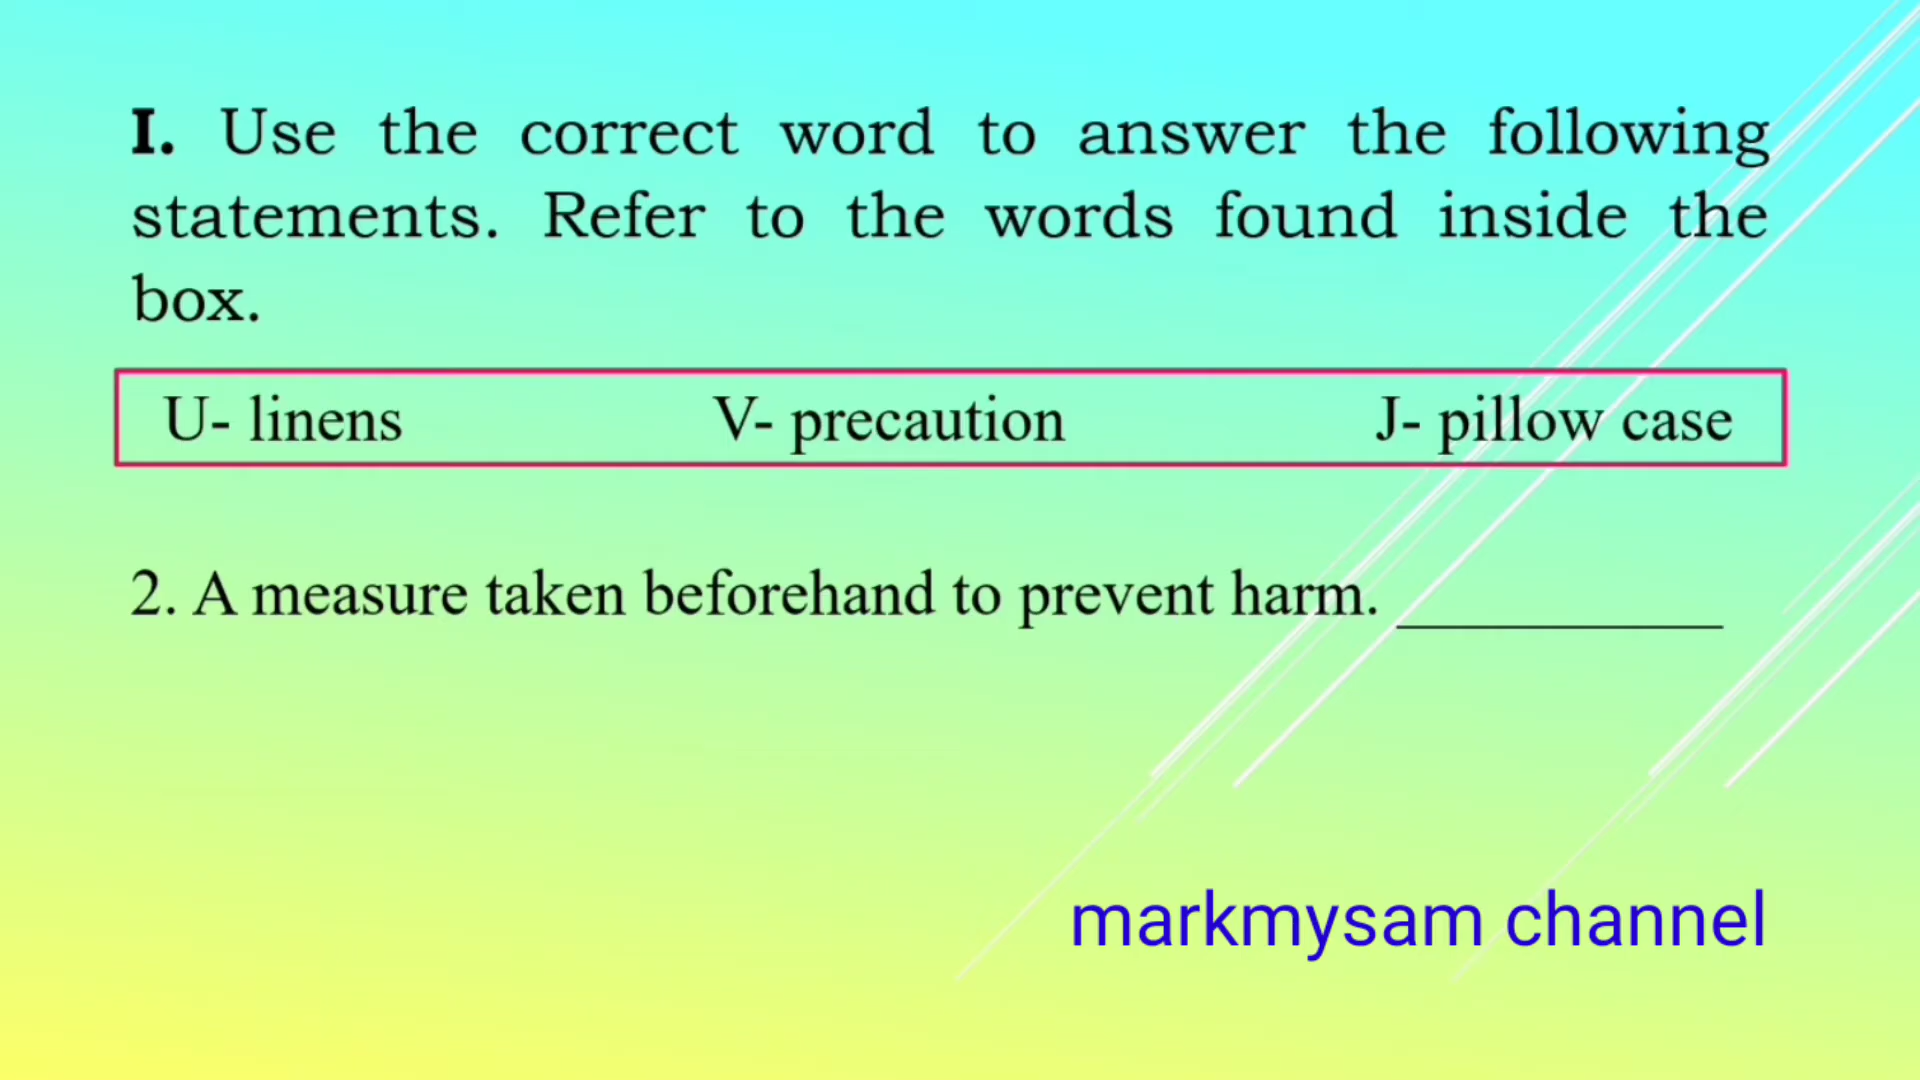 I. Use the correct word to answer the following
statements. Refer to the words found inside the
box.
U- linens V- precaution J- pillow case
2. A measure taken beforehand to prevent harm. __________
markmysam channel